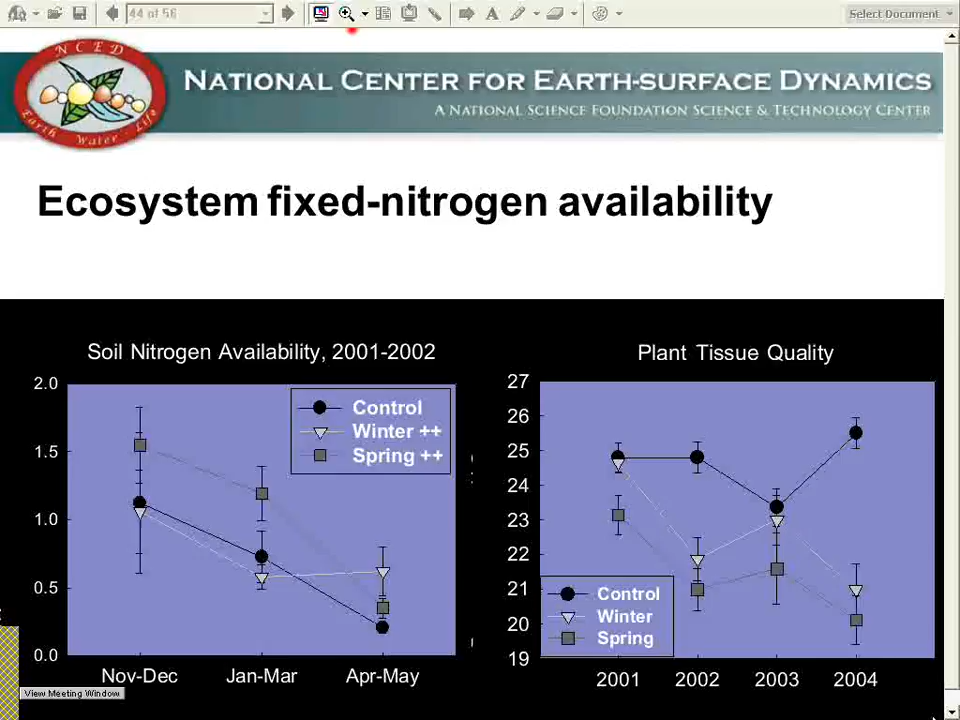 44 of 56
Select Document
NCED
Earth Water Life
NATIONAL CENTER FOR EARTH-SURFACE DYNAMICS
A NATIONAL SCIENCE FOUNDATION SCIENCE & TECHNOLOGY CENTER
Ecosystem fixed-nitrogen availability
Soil Nitrogen Availability, 2001-2002
2.0
1.5
1.0
0.5
0.0
Control
Winter ++
Spring ++
Nov-Dec Jan-Mar Apr-May
Plant Tissue Quality
27
26
25
24
23
22
21
20
19
Control
Winter
Spring
2001 2002 2003 2004
View Meeting Window